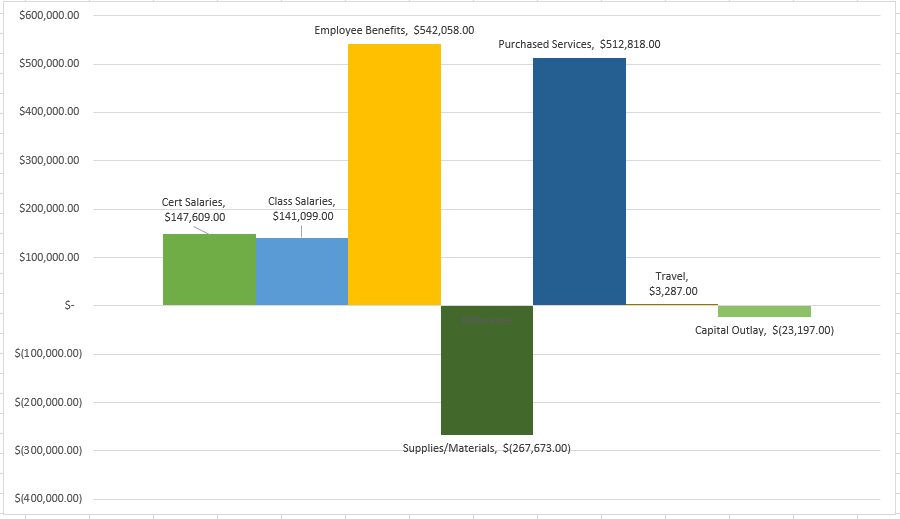 $600,000.00
$500,000.00
$400,000.00
$300,000.00
$200,000.00
$100,000.00
$-
$(100,000.00)
$(200,000.00)
$(300,000.00)
$(400,000.00)
Employee Benefits, $542,058.00
Purchased Services, $512,818.00
Cert Salaries,
$147,609.00
Class Salaries,
$141,099.00
Travel,
$3,287.00
Capital Outlay, $(23,197.00)
Supplies/Materials, $(267,673.00)